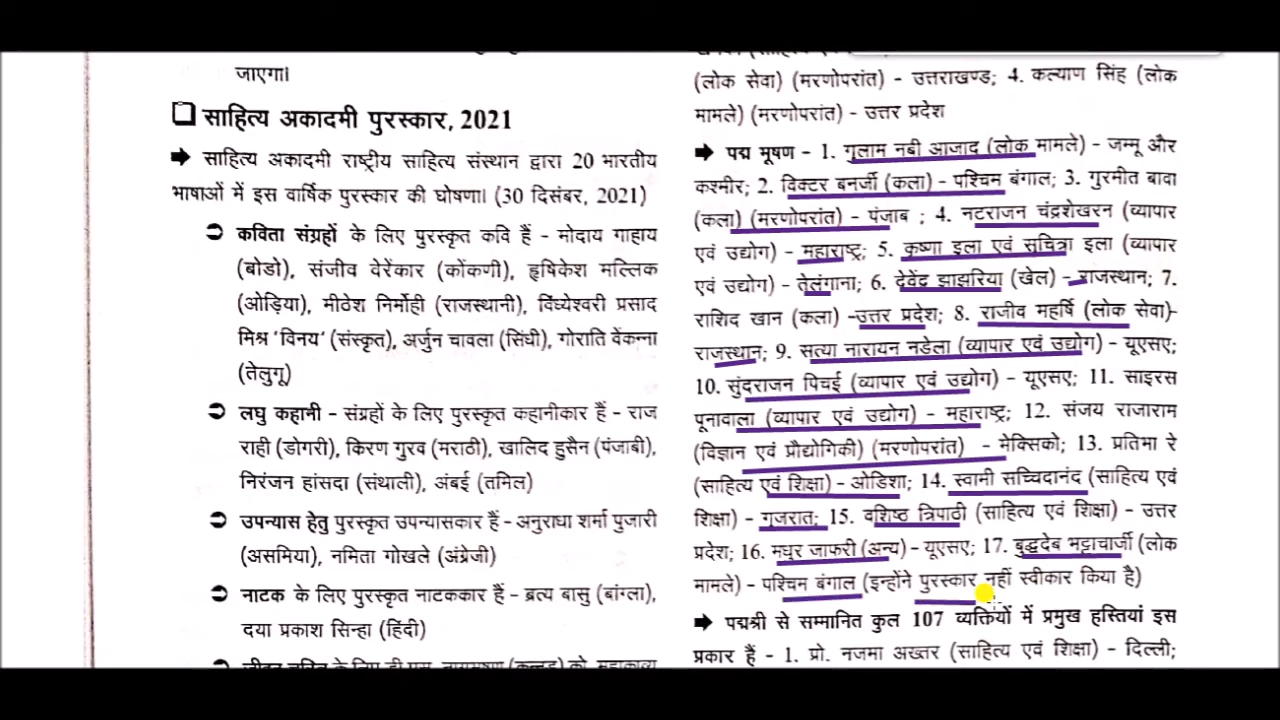 जाएगा।
साहित्य अकादमी पुरस्कार, 2021
साहित्य अकादमी राष्ट्रीय साहित्य संस्थान द्वारा 20 भारतीय
भाषाओं में इस वार्षिक पुरस्कार की घोषणा। (30 दिसंबर, 2021)
कविता संग्रहों के लिए पुरस्कृत कवि हैं - मोदाय गाहाय
(बोडो), संजीव वेरेंकार (कोंकणी), हृषिकेश मल्लिक
(ओड़िया), मीठेश निर्मोही (राजस्थानी), विंध्येश्वरी प्रसाद
मिश्र 'विनय' (संस्कृत), अर्जुन चावला (सिंधी), गोराति वेंकन्ना
(तेलुगू)
लघु कहानी - संग्रहों के लिए पुरस्कृत कहानीकार हैं - राज
राही (डोगरी), किरण गुरव (मराठी), खालिद हुसैन (पंजाबी),
निरंजन हांसदा (संथाली), अंबई (तमिल)
उपन्यास हेतु पुरस्कृत उपन्यासकार हैं - अनुराधा शर्मा पुजारी
(असमिया), नमिता गोखले (अंग्रेजी)
नाटक के लिए पुरस्कृत नाटककार हैं - ब्रत्य बासु (बांग्ला),
दया प्रकाश सिन्हा (हिंदी)
(लोक सेवा) (मरणोपरांत) - उत्तराखण्ड; 4. कल्याण सिंह (लोक
मामले) (मरणोपरांत) - उत्तर प्रदेश
पद्म भूषण - 1. गुलाम नबी आजाद (लोक मामले) - जम्मू और
कश्मीर; 2. विक्टर बनर्जी (कला) - पश्चिम बंगाल; 3. गुरमीत बावा
(कला) (मरणोपरांत) - पंजाब ; 4. नटराजन चंद्रशेखरन (व्यापार
एवं उद्योग) - महाराष्ट्र; 5. कृष्णा इला एवं सुचित्रा इला (व्यापार
एवं उद्योग) - तेलंगाना; 6. देवेंद्र झाझरिया (खेल) - राजस्थान; 7.
राशिद खान (कला) - उत्तर प्रदेश; 8. राजीव महर्षि (लोक सेवा)-
राजस्थान; 9. सत्या नारायन नडेला (व्यापार एवं उद्योग) - यूएसए;
10. सुंदराजन पिचई (व्यापार एवं उद्योग) - यूएसए; 11. साइरस
पूनावाला (व्यापार एवं उद्योग) - महाराष्ट्र; 12. संजय राजाराम
(विज्ञान एवं प्रौद्योगिकी) (मरणोपरांत) - मेक्सिको; 13. प्रतिभा रे
(साहित्य एवं शिक्षा) - ओडिशा; 14. स्वामी सच्चिदानंद (साहित्य एवं
शिक्षा) - गुजरात; 15. वशिष्ठ त्रिपाठी (साहित्य एवं शिक्षा) - उत्तर
प्रदेश; 16. मधुर जाफरी (अन्य) - यूएसए; 17. बुद्धदेब भट्टाचार्जी (लोक
मामले) - पश्चिम बंगाल (इन्होंने पुरस्कार नहीं स्वीकार किया है)
पद्मश्री से सम्मानित कुल 107 व्यक्तियों में प्रमुख हस्तियां इस
प्रकार हैं - 1. प्रो. नजमा अख्तर (साहित्य एवं शिक्षा) - दिल्ली;